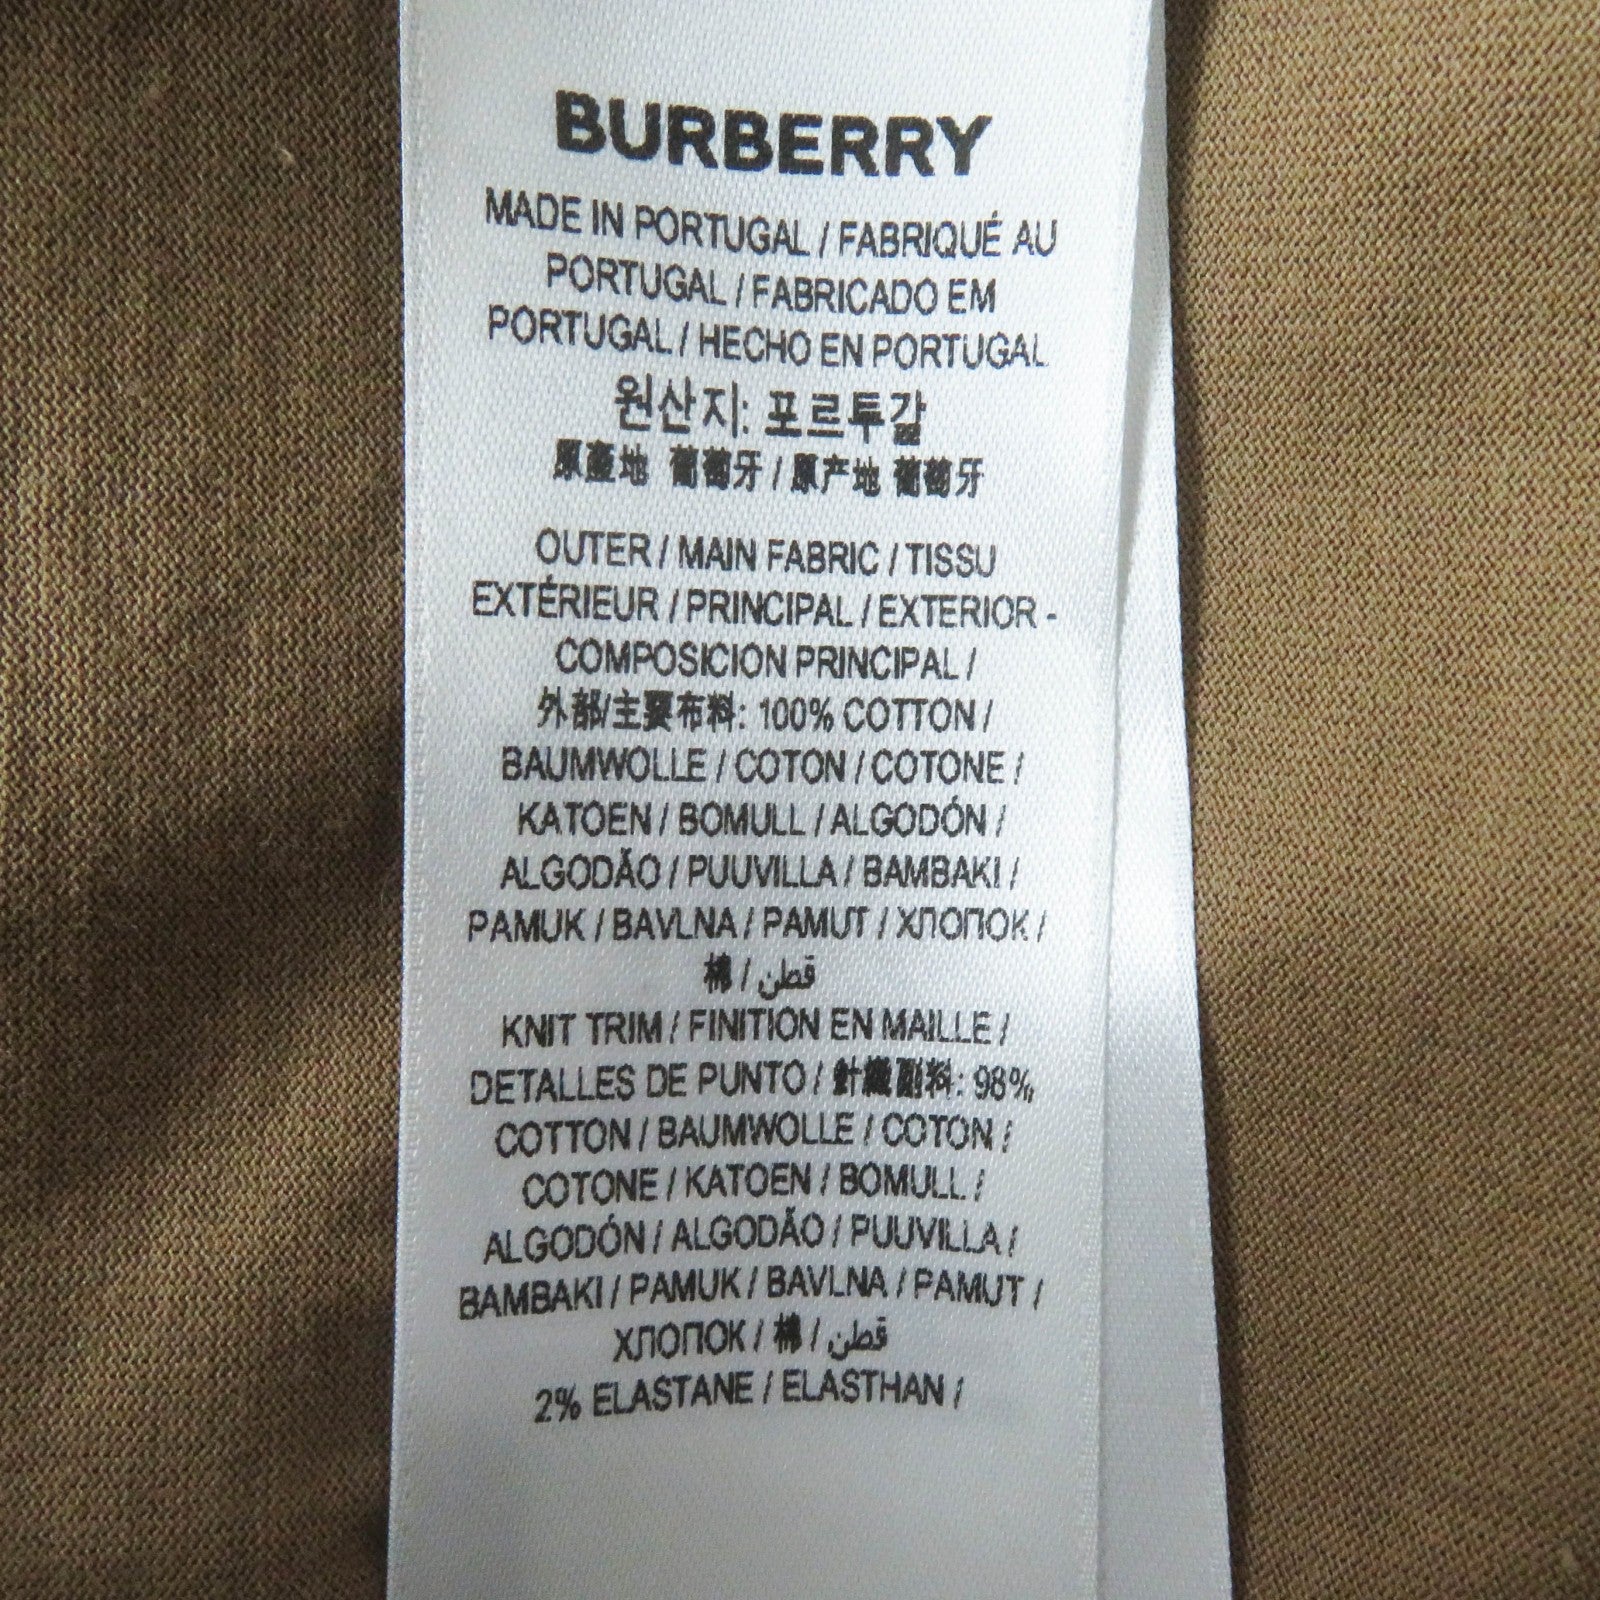 BURBERRY
MADE IN PORTUGAL / FABRIQUÉ AU
PORTUGAL / FABRICADO EM
PORTUGAL / HECHO EN PORTUGAL
원산지: 포르투갈
原產地 葡萄牙 / 原产地 葡萄牙
OUTER / MAIN FABRIC / TISSU
EXTÉRIEUR / PRINCIPAL / EXTERIOR -
COMPOSICION PRINCIPAL /
外部/主要布料: 100% COTTON /
BAUMWOLLE / COTON / COTONE /
KATOEN / BOMULL / ALGODÓN /
ALGODÃO / PUUVILLA / BAMBAKI /
PAMUK / BAVLNA / PAMUT / ХЛОПОК /
棉 / قطن
KNIT TRIM / FINITION EN MAILLE /
DETALLES DE PUNTO / 針織副料: 98%
COTTON / BAUMWOLLE / COTON /
COTONE / KATOEN / BOMULL /
ALGODÓN / ALGODÃO / PUUVILLA /
BAMBAKI / PAMUK / BAVLNA / PAMUT /
ХЛОПОК / 棉 / قطن
2% ELASTANE / ELASTHAN /